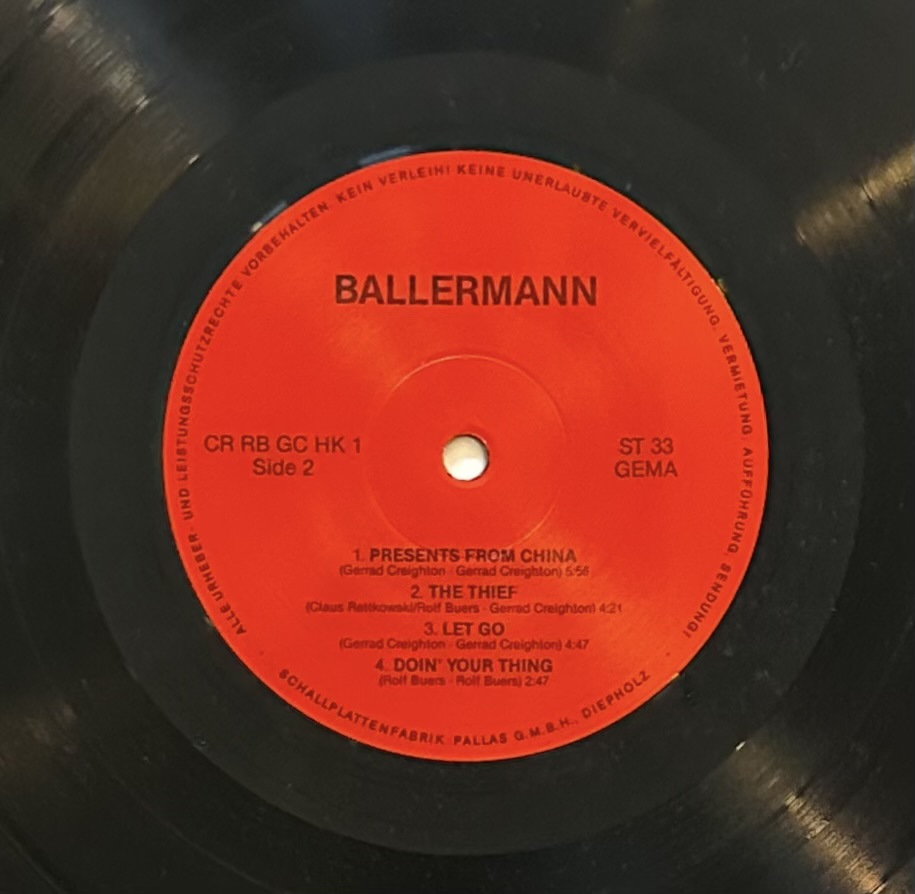 ALLE URHEBER- UND LEISTUNGSSCHUTZRECHTE VORBEHALTEN. KEIN VERLEIH! KEINE UNERLAUBTE VERVIELFÄLTIGUNG. VERMIETUNG. AUFFÜHRUNG. SENDUNG!
BALLERMANN
CR RB GC HK 1
Side 2
ST 33
GEMA
1. PRESENTS FROM CHINA
(Gerrad Creighton - Gerrad Creighton) 5:56
2. THE THIEF
(Claus Rattkowski/Rolf Buers - Gerrad Creighton) 4:21
3. LET GO
(Gerrad Creighton - Gerrad Creighton) 4:47
4. DOIN' YOUR THING
(Rolf Buers - Rolf Buers) 2:47
SCHALLPLATTENFABRIK PALLAS G.M.B.H., DIEPHOLZ